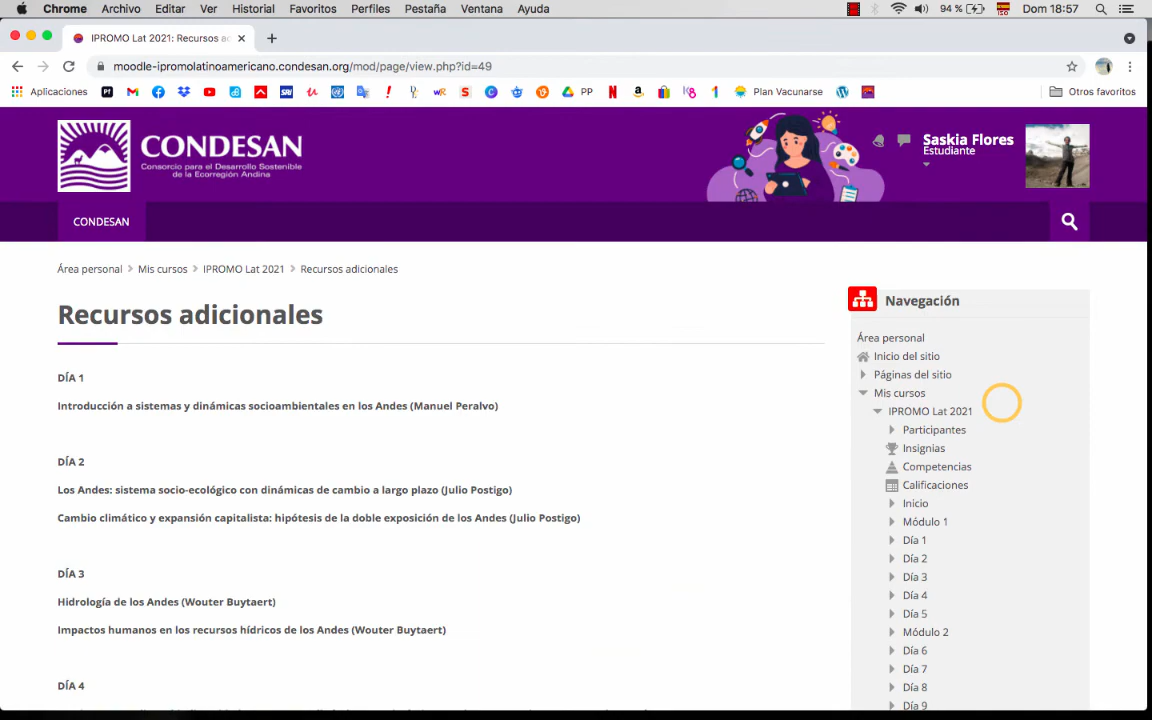 Chrome Archivo Editar Ver Historial Favoritos Perfiles Pestaña Ventana Ayuda 94 % Dom 18:57
IPROMO Lat 2021: Recursos ad
moodle-ipromolatinoamericano.condesan.org/mod/page/view.php?id=49
Aplicaciones PP Plan Vacunarse Otros favoritos
CONDESAN
Consorcio para el Desarrollo Sostenible
de la Ecorregión Andina
Saskia Flores
Estudiante
CONDESAN
Área personal Mis cursos IPROMO Lat 2021 Recursos adicionales
Recursos adicionales
DÍA 1
Introducción a sistemas y dinámicas socioambientales en los Andes (Manuel Peralvo)
DÍA 2
Los Andes: sistema socio-ecológico con dinámicas de cambio a largo plazo (Julio Postigo)
Cambio climático y expansión capitalista: hipótesis de la doble exposición de los Andes (Julio Postigo)
DÍA 3
Hidrología de los Andes (Wouter Buytaert)
Impactos humanos en los recursos hídricos de los Andes (Wouter Buytaert)
DÍA 4
Navegación
Área personal
Inicio del sitio
Páginas del sitio
Mis cursos
IPROMO Lat 2021
Participantes
Insignias
Competencias
Calificaciones
Inicio
Módulo 1
Día 1
Día 2
Día 3
Día 4
Día 5
Módulo 2
Día 6
Día 7
Día 8
Día 9